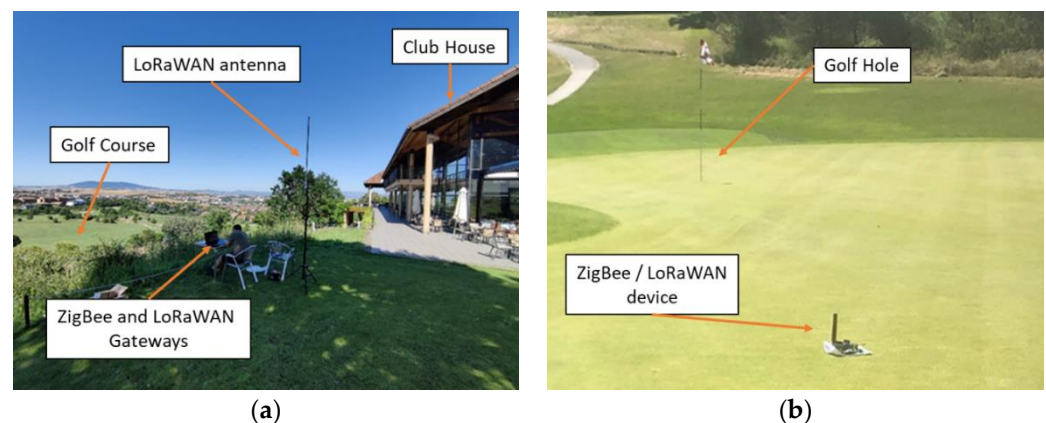 Club House
LoRaWAN antenna
Golf Course
ZigBee and LoRaWAN
Gateways
(a)
Golf Hole
ZigBee / LoRaWAN
device
(b)